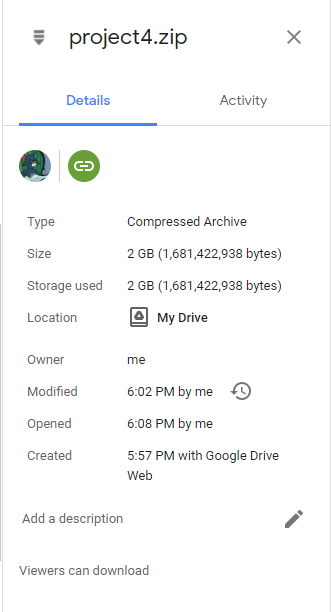 project4.zip
Details Activity
Type Compressed Archive
Size 2 GB (1,681,422,938 bytes)
Storage used 2 GB (1,681,422,938 bytes)
Location My Drive
Owner me
Modified 6:02 PM by me
Opened 6:08 PM by me
Created 5:57 PM with Google Drive
Web
Add a description
Viewers can download